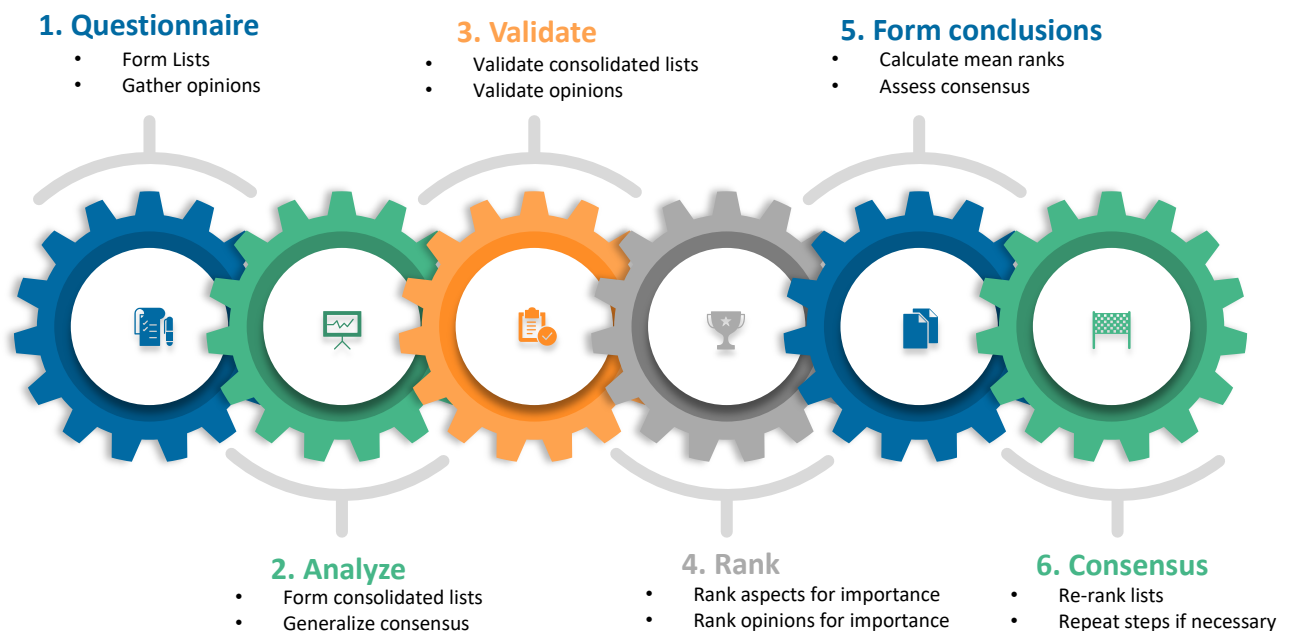 1. Questionnaire
• Form Lists
• Gather opinions
2. Analyze
• Form consolidated lists
• Generalize consensus
3. Validate
• Validate consolidated lists
• Validate opinions
4. Rank
• Rank aspects for importance
• Rank opinions for importance
5. Form conclusions
• Calculate mean ranks
• Assess consensus
6. Consensus
• Re-rank lists
• Repeat steps if necessary